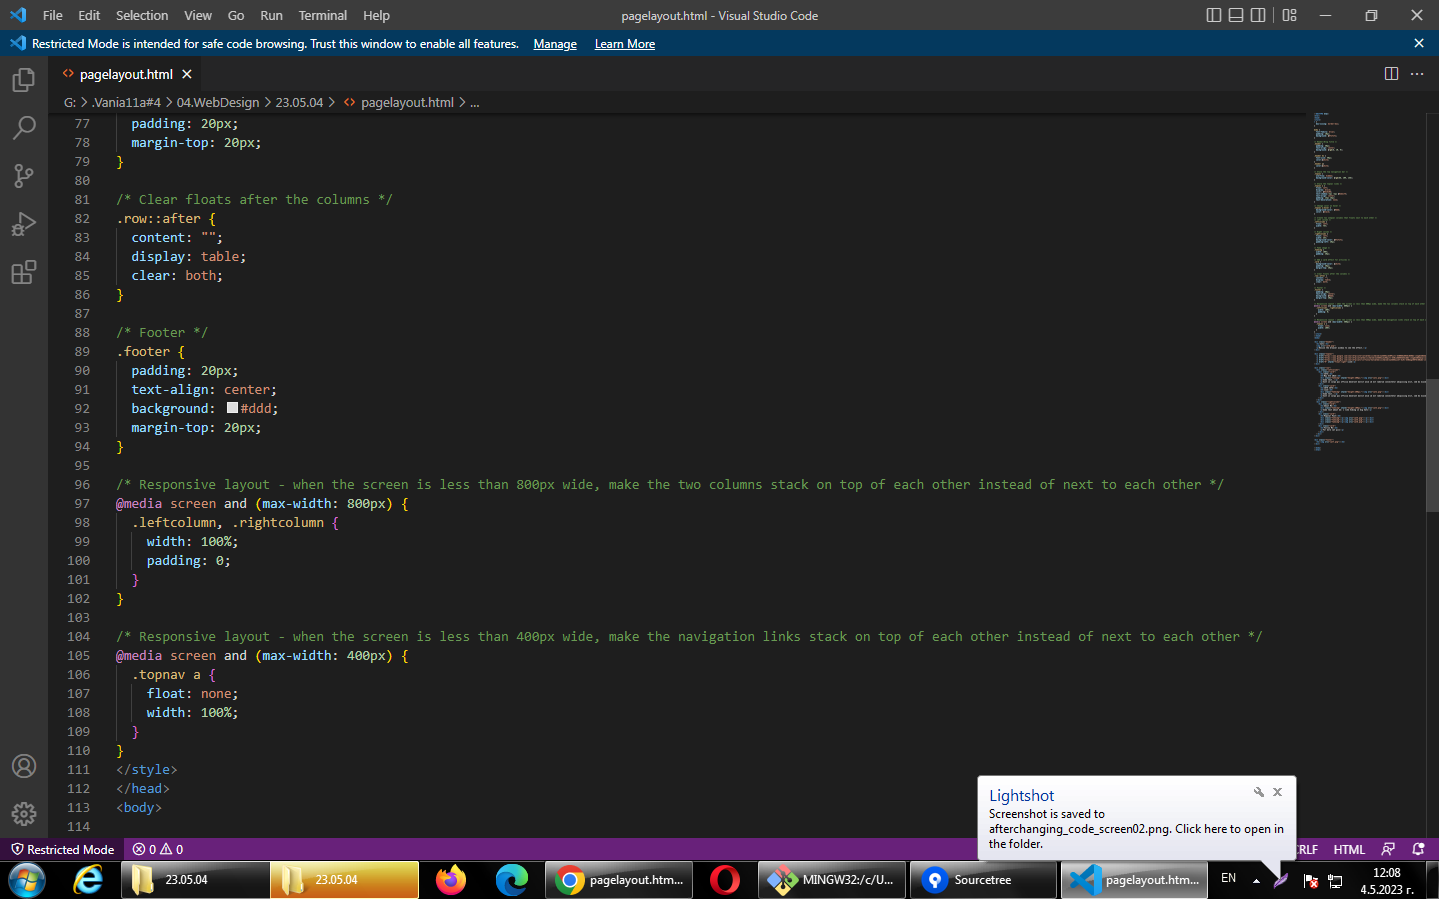 File Edit Selection View Go Run Terminal Help pagelayout.html - Visual Studio Code
Restricted Mode is intended for safe code browsing. Trust this window to enable all features. Manage Learn More
pagelayout.html
G: > .Vania11a#4 > 04.WebDesign > 23.05.04 > pagelayout.html > ...
77 padding: 20px;
78 margin-top: 20px;
79 }
80
81 /* Clear floats after the columns */
82 .row::after {
83 content: "";
84 display: table;
85 clear: both;
86 }
87
88 /* Footer */
89 .footer {
90 padding: 20px;
91 text-align: center;
92 background: #ddd;
93 margin-top: 20px;
94 }
95
96 /* Responsive layout - when the screen is less than 800px wide, make the two columns stack on top of each other instead of next to each other */
97 @media screen and (max-width: 800px) {
98 .leftcolumn, .rightcolumn {
99 width: 100%;
100 padding: 0;
101 }
102 }
103
104 /* Responsive layout - when the screen is less than 400px wide, make the navigation links stack on top of each other instead of next to each other */
105 @media screen and (max-width: 400px) {
106 .topnav a {
107 float: none;
108 width: 100%;
109 }
110 }
111 </style>
112 </head>
113 <body>
114
Lightshot
Screenshot is saved to
afterchanging_code_screen02.png. Click here to open in
the folder.
Restricted Mode 0 0 CRLF HTML
23.05.04 23.05.04 pagelayout.htm... MINGW32:/c/U... Sourcetree pagelayout.htm... EN 12:08
4.5.2023 г.